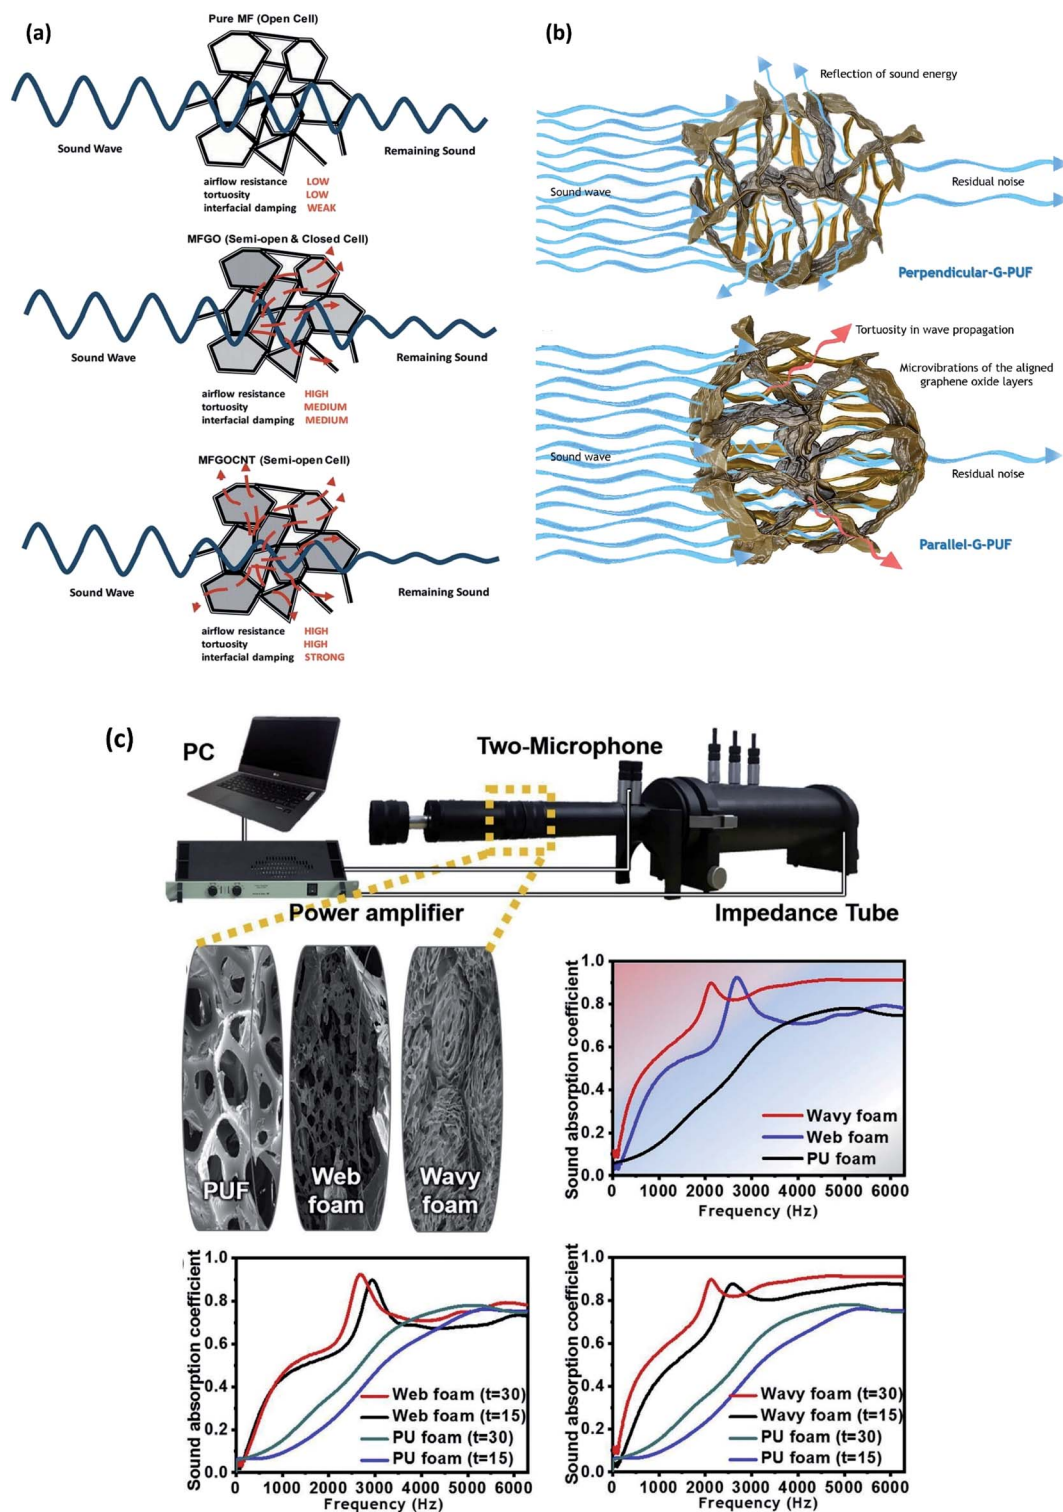 (a)
Pure MF (Open Cell)
Sound Wave
Remaining Sound
airflow resistance LOW
tortuosity LOW
interfacial damping WEAK
MFGO (Semi-open & Closed Cell)
Sound Wave
Remaining Sound
airflow resistance HIGH
tortuosity MEDIUM
interfacial damping MEDIUM
MFGOCNT (Semi-open Cell)
Sound Wave
Remaining Sound
airflow resistance HIGH
tortuosity HIGH
interfacial damping STRONG
(b)
Reflection of sound energy
Sound wave
Residual noise
Perpendicular-G-PUF
Tortuosity in wave propagation
Microvibrations of the aligned
graphene oxide layers
Sound wave
Residual noise
Parallel-G-PUF
(c)
PC
Two-Microphone
Power amplifier
Impedance Tube
PUF
Web
foam
Wavy
foam
Sound absorption coefficient
1.0
0.8
0.6
0.4
0.2
0.0
Wavy foam
Web foam
PU foam
0 1000 2000 3000 4000 5000 6000
Frequency (Hz)
Sound absorption coefficient
1.0
0.8
0.6
0.4
0.2
0.0
Web foam (t=30)
Web foam (t=15)
PU foam (t=30)
PU foam (t=15)
0 1000 2000 3000 4000 5000 6000
Frequency (Hz)
Sound absorption coefficient
1.0
0.8
0.6
0.4
0.2
0.0
Wavy foam (t=30)
Wavy foam (t=15)
PU foam (t=30)
PU foam (t=15)
0 1000 2000 3000 4000 5000 6000
Frequency (Hz)